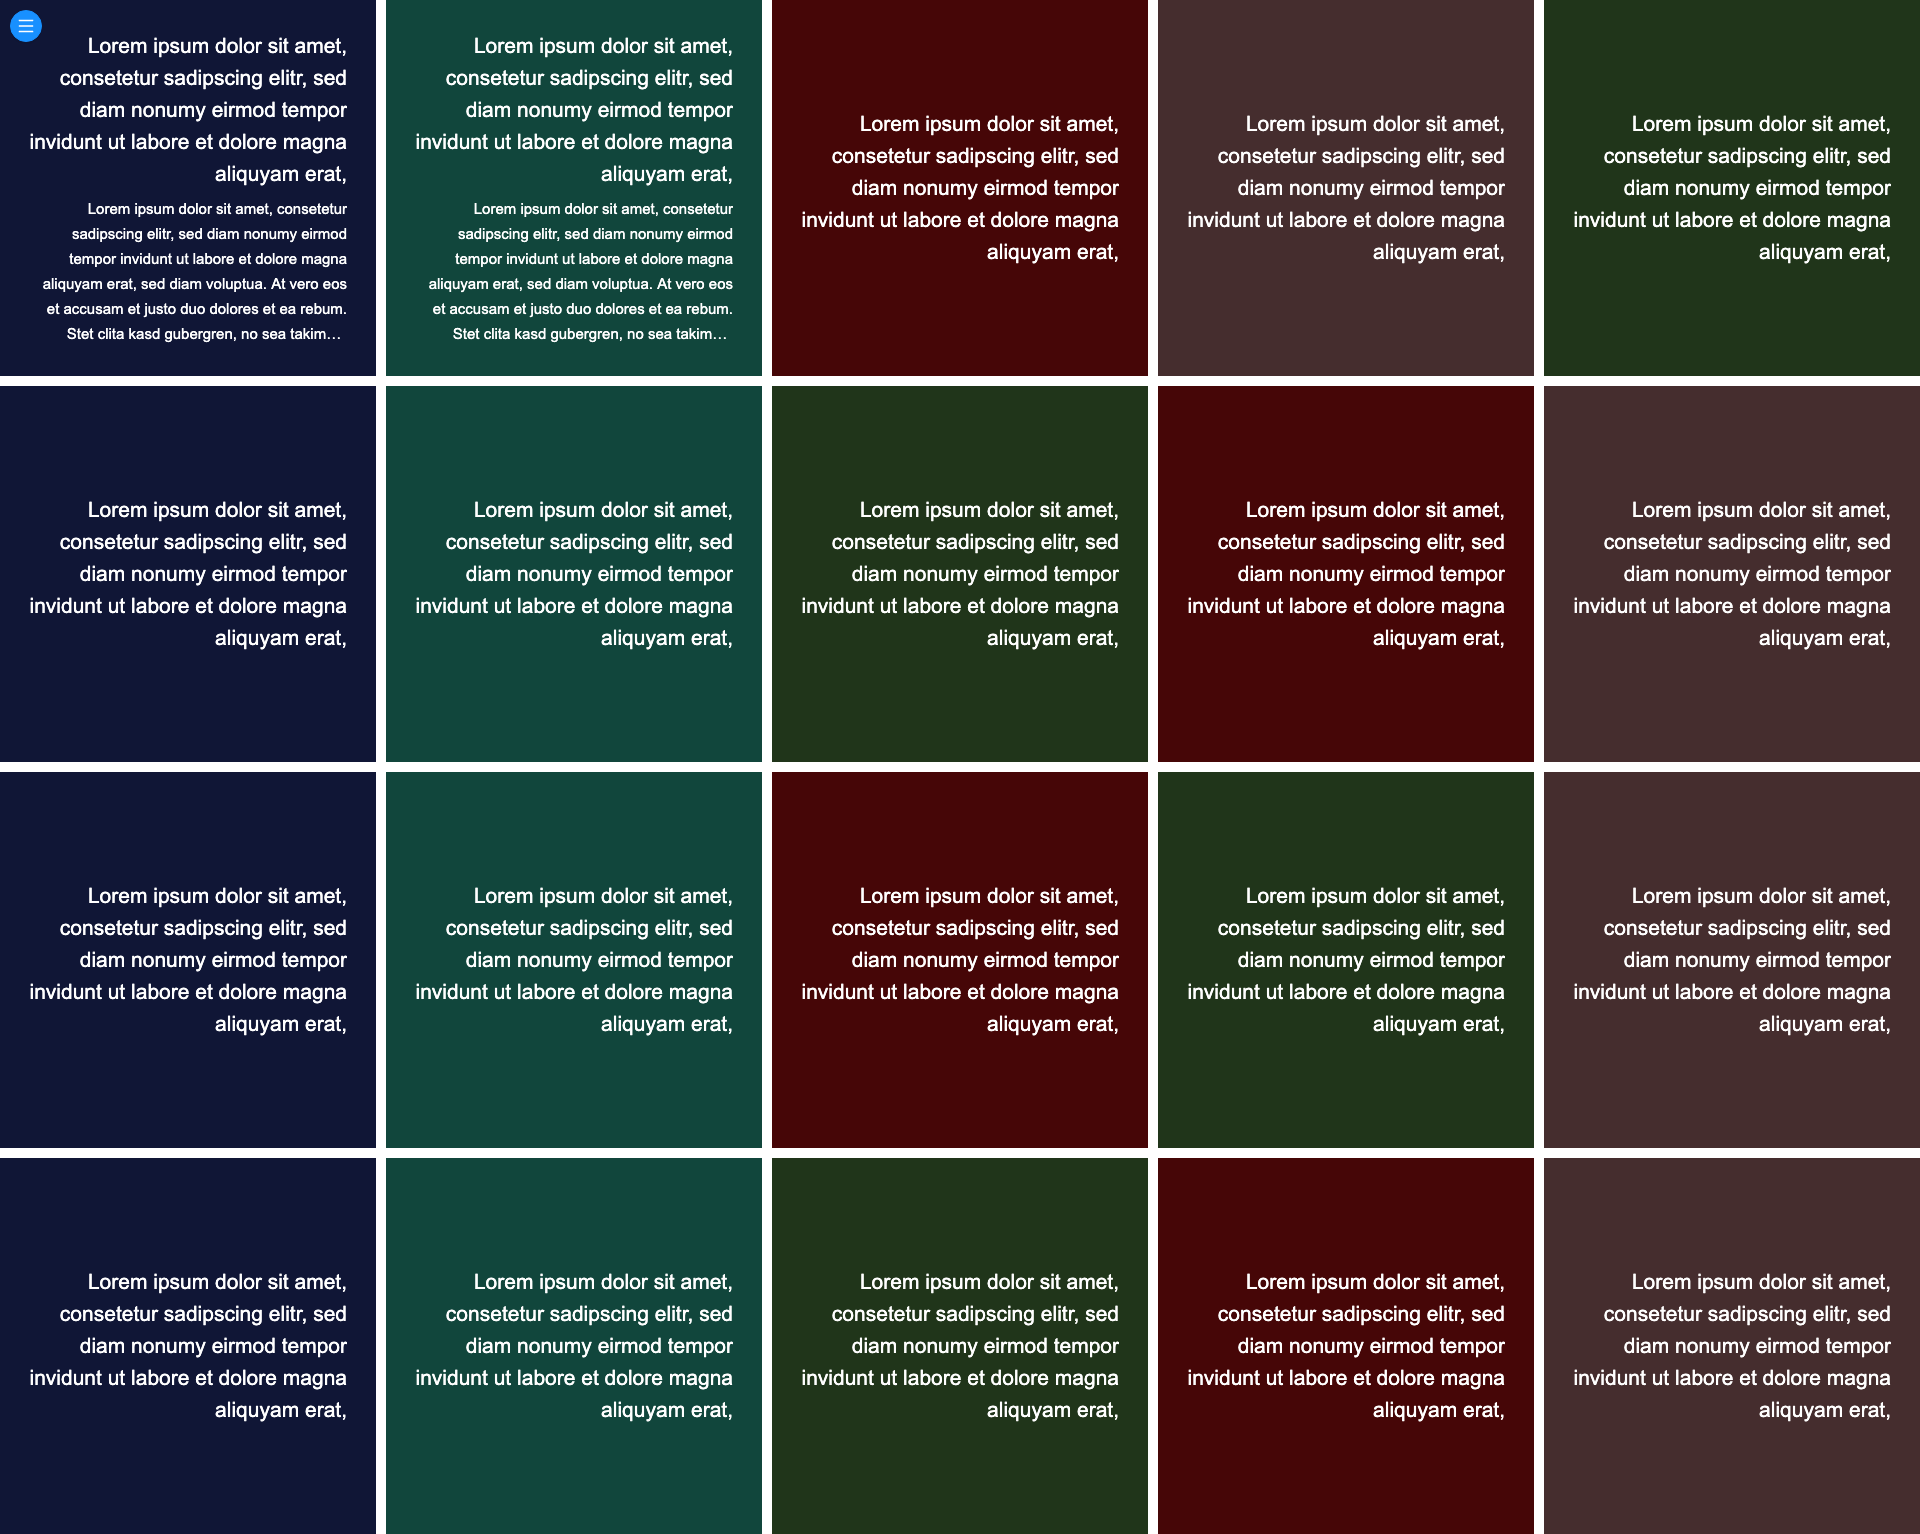 Lorem ipsum dolor sit amet,
consetetur sadipscing elitr, sed
diam nonumy eirmod tempor
invidunt ut labore et dolore magna
aliquyam erat,
Lorem ipsum dolor sit amet, consetetur
sadipscing elitr, sed diam nonumy eirmod
tempor invidunt ut labore et dolore magna
aliquyam erat, sed diam voluptua. At vero eos
et accusam et justo duo dolores et ea rebum.
Stet clita kasd gubergren, no sea takim…
Lorem ipsum dolor sit amet,
consetetur sadipscing elitr, sed
diam nonumy eirmod tempor
invidunt ut labore et dolore magna
aliquyam erat,
Lorem ipsum dolor sit amet, consetetur
sadipscing elitr, sed diam nonumy eirmod
tempor invidunt ut labore et dolore magna
aliquyam erat, sed diam voluptua. At vero eos
et accusam et justo duo dolores et ea rebum.
Stet clita kasd gubergren, no sea takim…
Lorem ipsum dolor sit amet,
consetetur sadipscing elitr, sed
diam nonumy eirmod tempor
invidunt ut labore et dolore magna
aliquyam erat,
Lorem ipsum dolor sit amet,
consetetur sadipscing elitr, sed
diam nonumy eirmod tempor
invidunt ut labore et dolore magna
aliquyam erat,
Lorem ipsum dolor sit amet,
consetetur sadipscing elitr, sed
diam nonumy eirmod tempor
invidunt ut labore et dolore magna
aliquyam erat,
Lorem ipsum dolor sit amet,
consetetur sadipscing elitr, sed
diam nonumy eirmod tempor
invidunt ut labore et dolore magna
aliquyam erat,
Lorem ipsum dolor sit amet,
consetetur sadipscing elitr, sed
diam nonumy eirmod tempor
invidunt ut labore et dolore magna
aliquyam erat,
Lorem ipsum dolor sit amet,
consetetur sadipscing elitr, sed
diam nonumy eirmod tempor
invidunt ut labore et dolore magna
aliquyam erat,
Lorem ipsum dolor sit amet,
consetetur sadipscing elitr, sed
diam nonumy eirmod tempor
invidunt ut labore et dolore magna
aliquyam erat,
Lorem ipsum dolor sit amet,
consetetur sadipscing elitr, sed
diam nonumy eirmod tempor
invidunt ut labore et dolore magna
aliquyam erat,
Lorem ipsum dolor sit amet,
consetetur sadipscing elitr, sed
diam nonumy eirmod tempor
invidunt ut labore et dolore magna
aliquyam erat,
Lorem ipsum dolor sit amet,
consetetur sadipscing elitr, sed
diam nonumy eirmod tempor
invidunt ut labore et dolore magna
aliquyam erat,
Lorem ipsum dolor sit amet,
consetetur sadipscing elitr, sed
diam nonumy eirmod tempor
invidunt ut labore et dolore magna
aliquyam erat,
Lorem ipsum dolor sit amet,
consetetur sadipscing elitr, sed
diam nonumy eirmod tempor
invidunt ut labore et dolore magna
aliquyam erat,
Lorem ipsum dolor sit amet,
consetetur sadipscing elitr, sed
diam nonumy eirmod tempor
invidunt ut labore et dolore magna
aliquyam erat,
Lorem ipsum dolor sit amet,
consetetur sadipscing elitr, sed
diam nonumy eirmod tempor
invidunt ut labore et dolore magna
aliquyam erat,
Lorem ipsum dolor sit amet,
consetetur sadipscing elitr, sed
diam nonumy eirmod tempor
invidunt ut labore et dolore magna
aliquyam erat,
Lorem ipsum dolor sit amet,
consetetur sadipscing elitr, sed
diam nonumy eirmod tempor
invidunt ut labore et dolore magna
aliquyam erat,
Lorem ipsum dolor sit amet,
consetetur sadipscing elitr, sed
diam nonumy eirmod tempor
invidunt ut labore et dolore magna
aliquyam erat,
Lorem ipsum dolor sit amet,
consetetur sadipscing elitr, sed
diam nonumy eirmod tempor
invidunt ut labore et dolore magna
aliquyam erat,